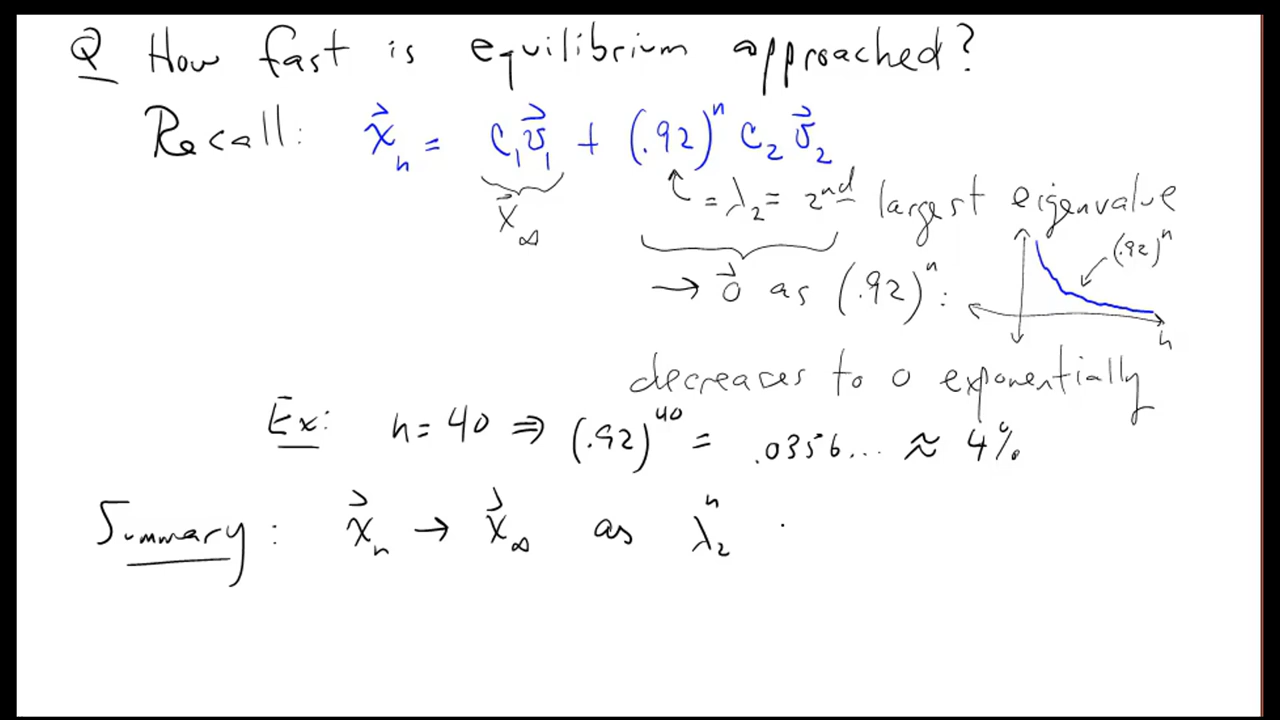 Q How fast is equilibrium approached?
Recall: x⃗ₙ = c₁v⃗₁ + (.92)ⁿ c₂ v⃗₂
= λ₂ = 2nd largest eigenvalue
x⃗∞
(.92)ⁿ
→ 0⃗ as (.92)ⁿ :
n
decreases to 0 exponentially
Ex: n = 40 ⇒ (.92)⁴⁰ = .0356... ≈ 4%
Summary: x⃗ₙ → x⃗∞ as λ₂ⁿ